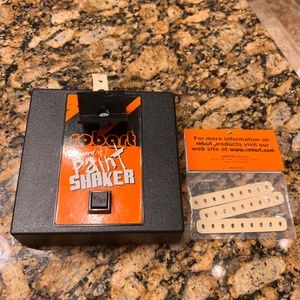 robart
Paint
SHAKER
For more information on
robart products visit our
web site at www.robart.com